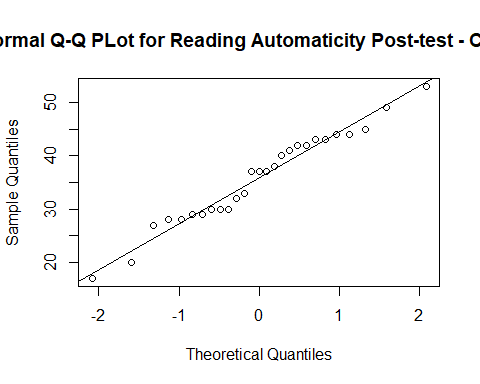 ormal Q-Q PLot for Reading Automaticity Post-test - C
50
40
30
20
Sample Quantiles
-2 -1 0 1 2
Theoretical Quantiles